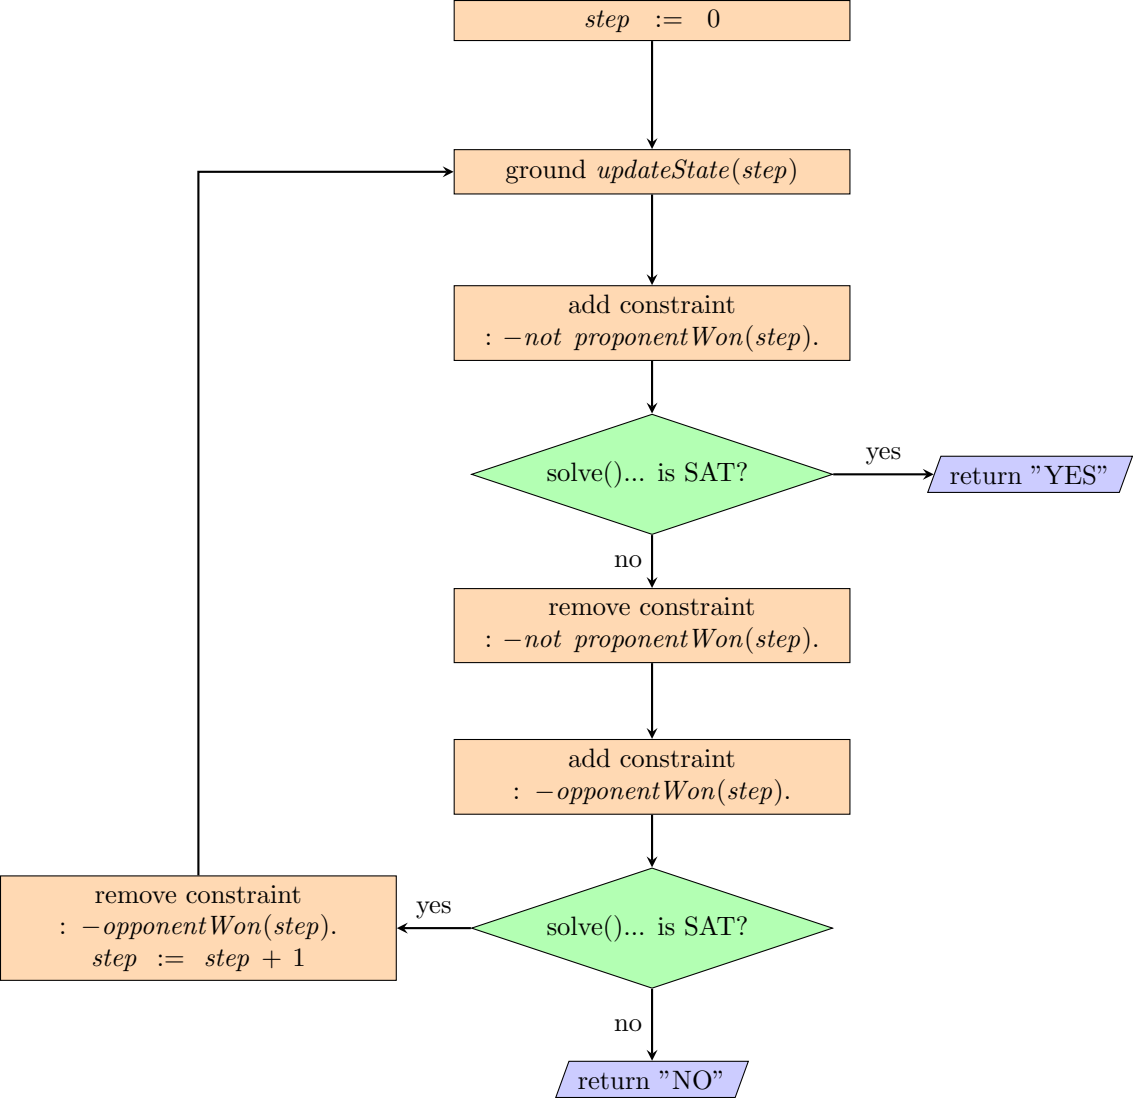 step := 0
ground updateState(step)
add constraint
: −not proponentWon(step).
solve()... is SAT?
yes
return ”YES”
no
remove constraint
: −not proponentWon(step).
add constraint
: −opponentWon(step).
solve()... is SAT?
yes
remove constraint
: −opponentWon(step).
step := step + 1
no
return ”NO”